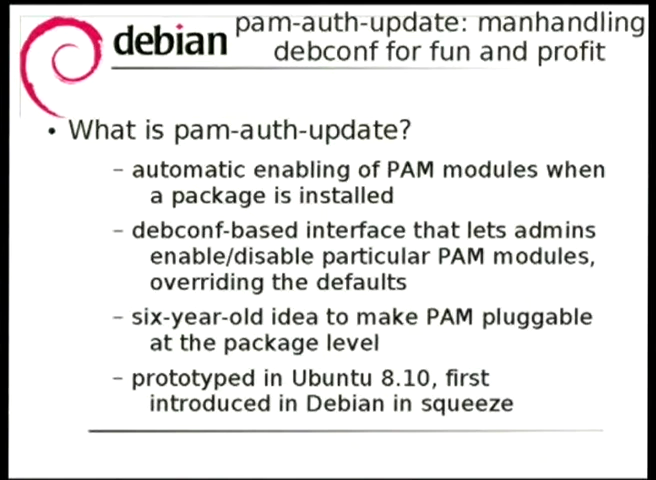 debian
pam-auth-update: manhandling
debconf for fun and profit
• What is pam-auth-update?
– automatic enabling of PAM modules when
a package is installed
– debconf-based interface that lets admins
enable/disable particular PAM modules,
overriding the defaults
– six-year-old idea to make PAM pluggable
at the package level
– prototyped in Ubuntu 8.10, first
introduced in Debian in squeeze